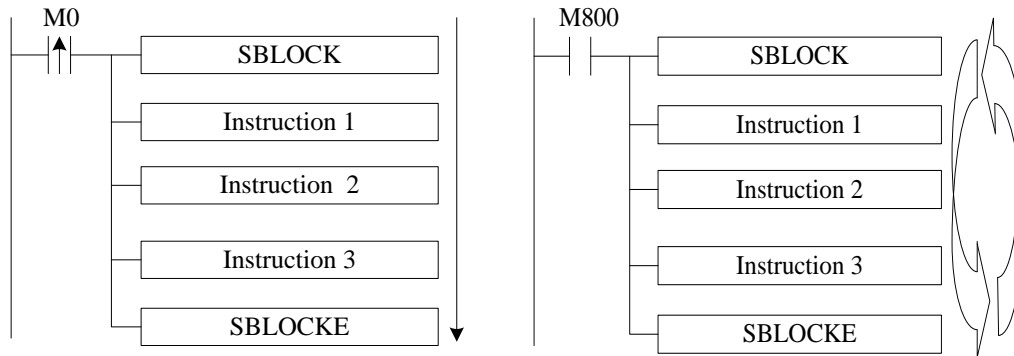 M0
SBLOCK
Instruction 1
Instruction 2
Instruction 3
SBLOCKE
M800
SBLOCK
Instruction 1
Instruction 2
Instruction 3
SBLOCKE